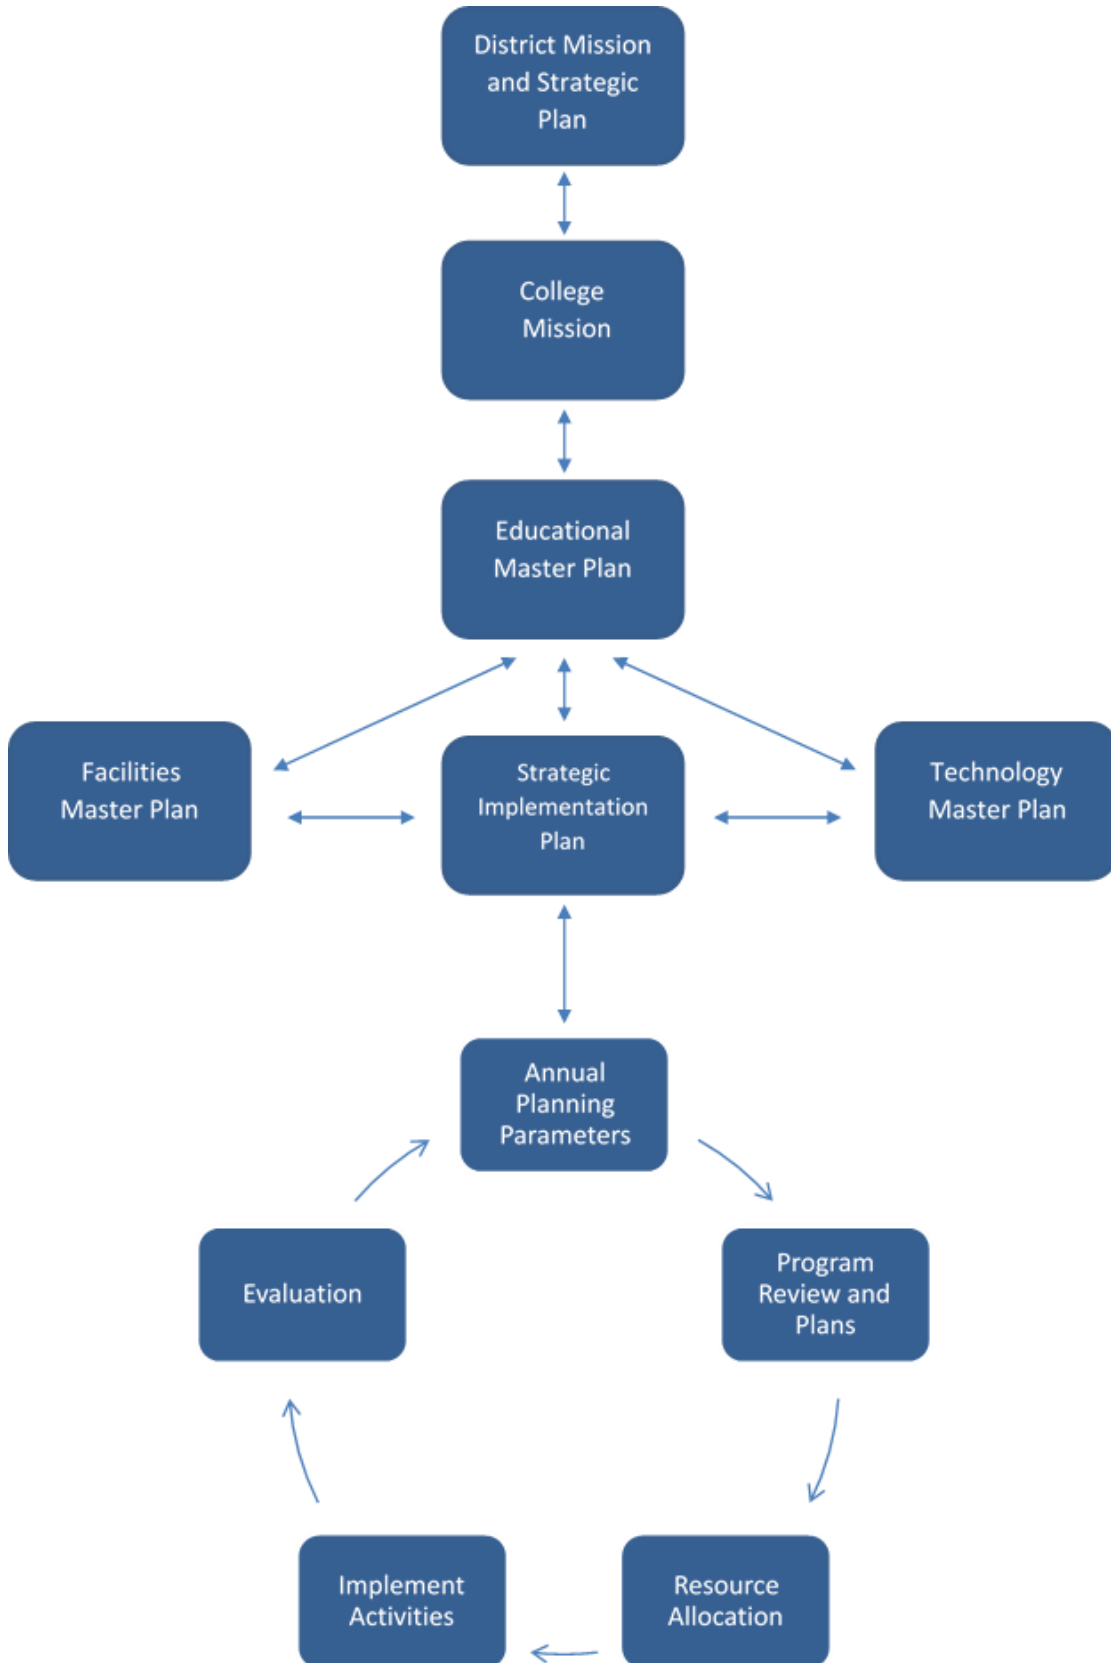 District Mission
and Strategic
Plan
College
Mission
Educational
Master Plan
Facilities
Master Plan
Strategic
Implementation
Plan
Technology
Master Plan
Annual
Planning
Parameters
Evaluation
Program
Review and
Plans
Implement
Activities
Resource
Allocation